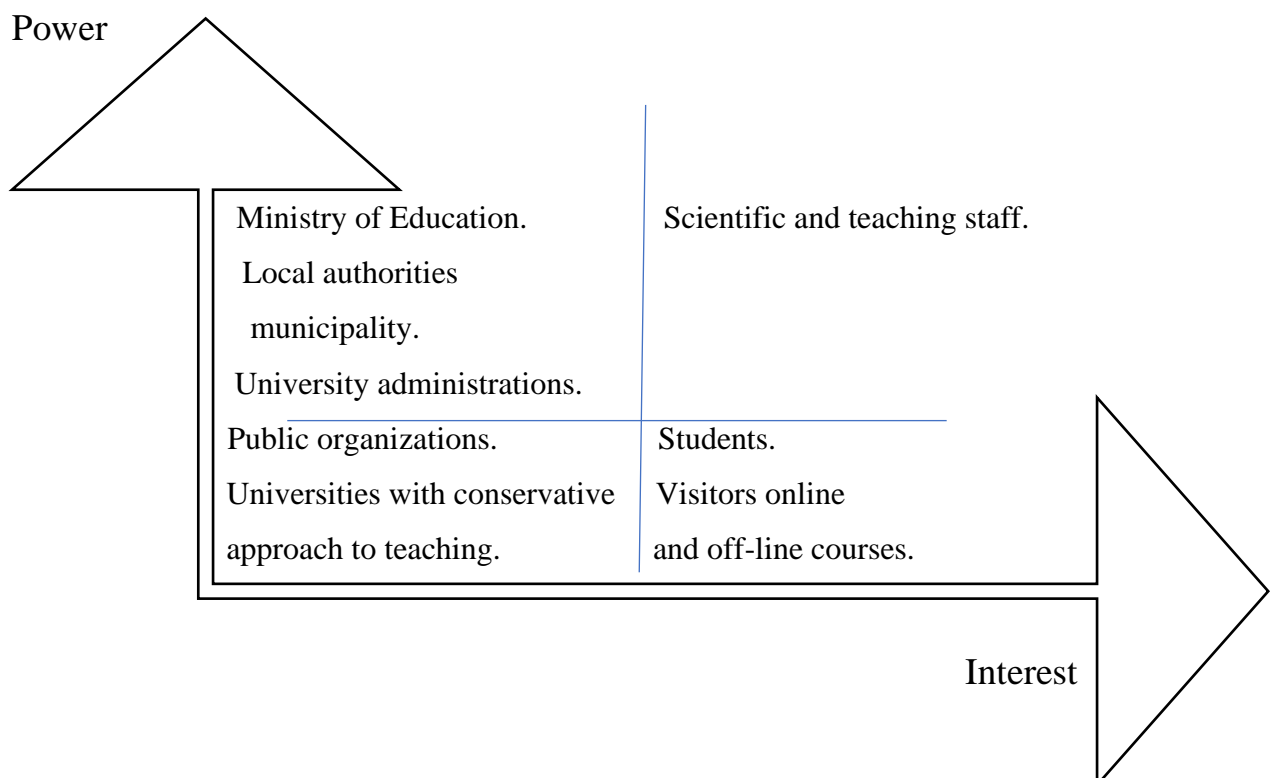 Power
Ministry of Education.
Local authorities
municipality.
University administrations.
Scientific and teaching staff.
Public organizations.
Universities with conservative
approach to teaching.
Students.
Visitors online
and off-line courses.
Interest